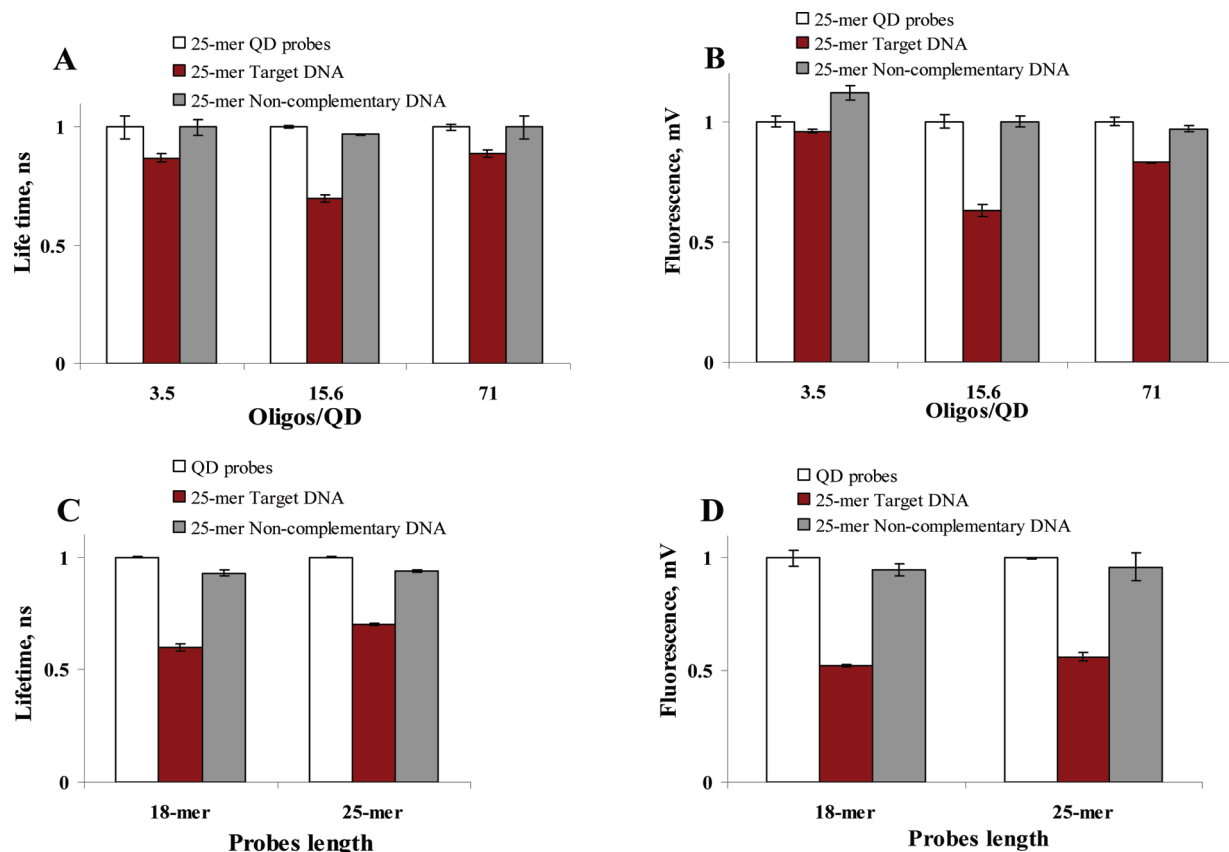 A
25-mer QD probes
25-mer Target DNA
25-mer Non-complementary DNA
Life time, ns
1
0.5
0
3.5 15.6 71
Oligos/QD
B
25-mer QD probes
25-mer Target DNA
25-mer Non-complementary DNA
Fluorescence, mV
1
0.5
0
3.5 15.6 71
Oligos/QD
C
QD probes
25-mer Target DNA
25-mer Non-complementary DNA
Lifetime, ns
1
0.5
0
18-mer 25-mer
Probes length
D
QD probes
25-mer Target DNA
25-mer Non-complementary DNA
Fluorescence, mV
1
0.5
0
18-mer 25-mer
Probes length